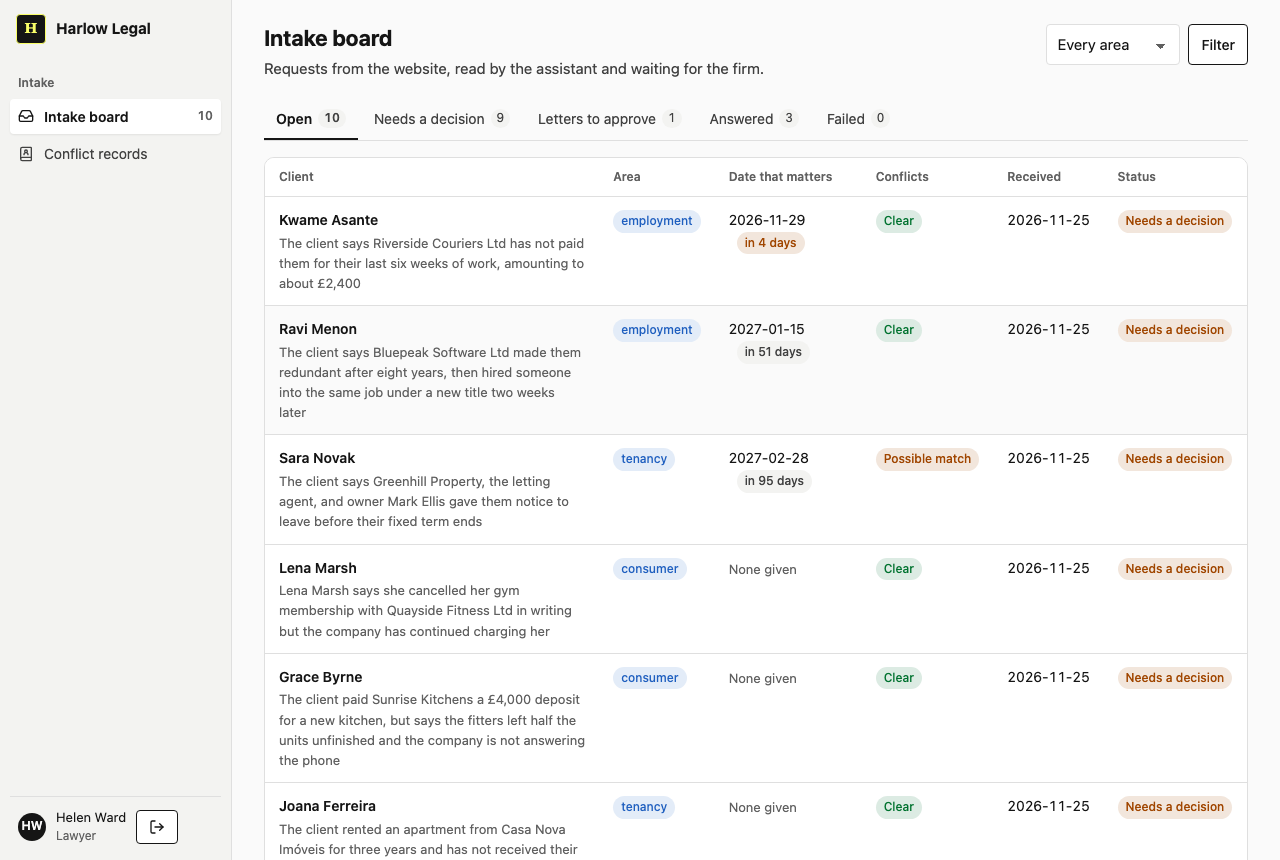 H
Harlow Legal
Intake
Intake board 10
Conflict records
HW
Helen Ward
Lawyer
Intake board
Requests from the website, read by the assistant and waiting for the firm.
Every area
Filter
Open 10
Needs a decision 9
Letters to approve 1
Answered 3
Failed 0
Client Area Date that matters Conflicts Received Status
Kwame Asante employment 2026-11-29 Clear 2026-11-25 Needs a decision
in 4 days
The client says Riverside Couriers Ltd has not paid
them for their last six weeks of work, amounting to
about £2,400
Ravi Menon employment 2027-01-15 Clear 2026-11-25 Needs a decision
in 51 days
The client says Bluepeak Software Ltd made them
redundant after eight years, then hired someone
into the same job under a new title two weeks
later
Sara Novak tenancy 2027-02-28 Possible match 2026-11-25 Needs a decision
in 95 days
The client says Greenhill Property, the letting
agent, and owner Mark Ellis gave them notice to
leave before their fixed term ends
Lena Marsh consumer None given Clear 2026-11-25 Needs a decision
Lena Marsh says she cancelled her gym
membership with Quayside Fitness Ltd in writing
but the company has continued charging her
Grace Byrne consumer None given Clear 2026-11-25 Needs a decision
The client paid Sunrise Kitchens a £4,000 deposit
for a new kitchen, but says the fitters left half the
units unfinished and the company is not answering
the phone
Joana Ferreira tenancy None given Clear 2026-11-25 Needs a decision
The client rented an apartment from Casa Nova
Imóveis for three years and has not received their